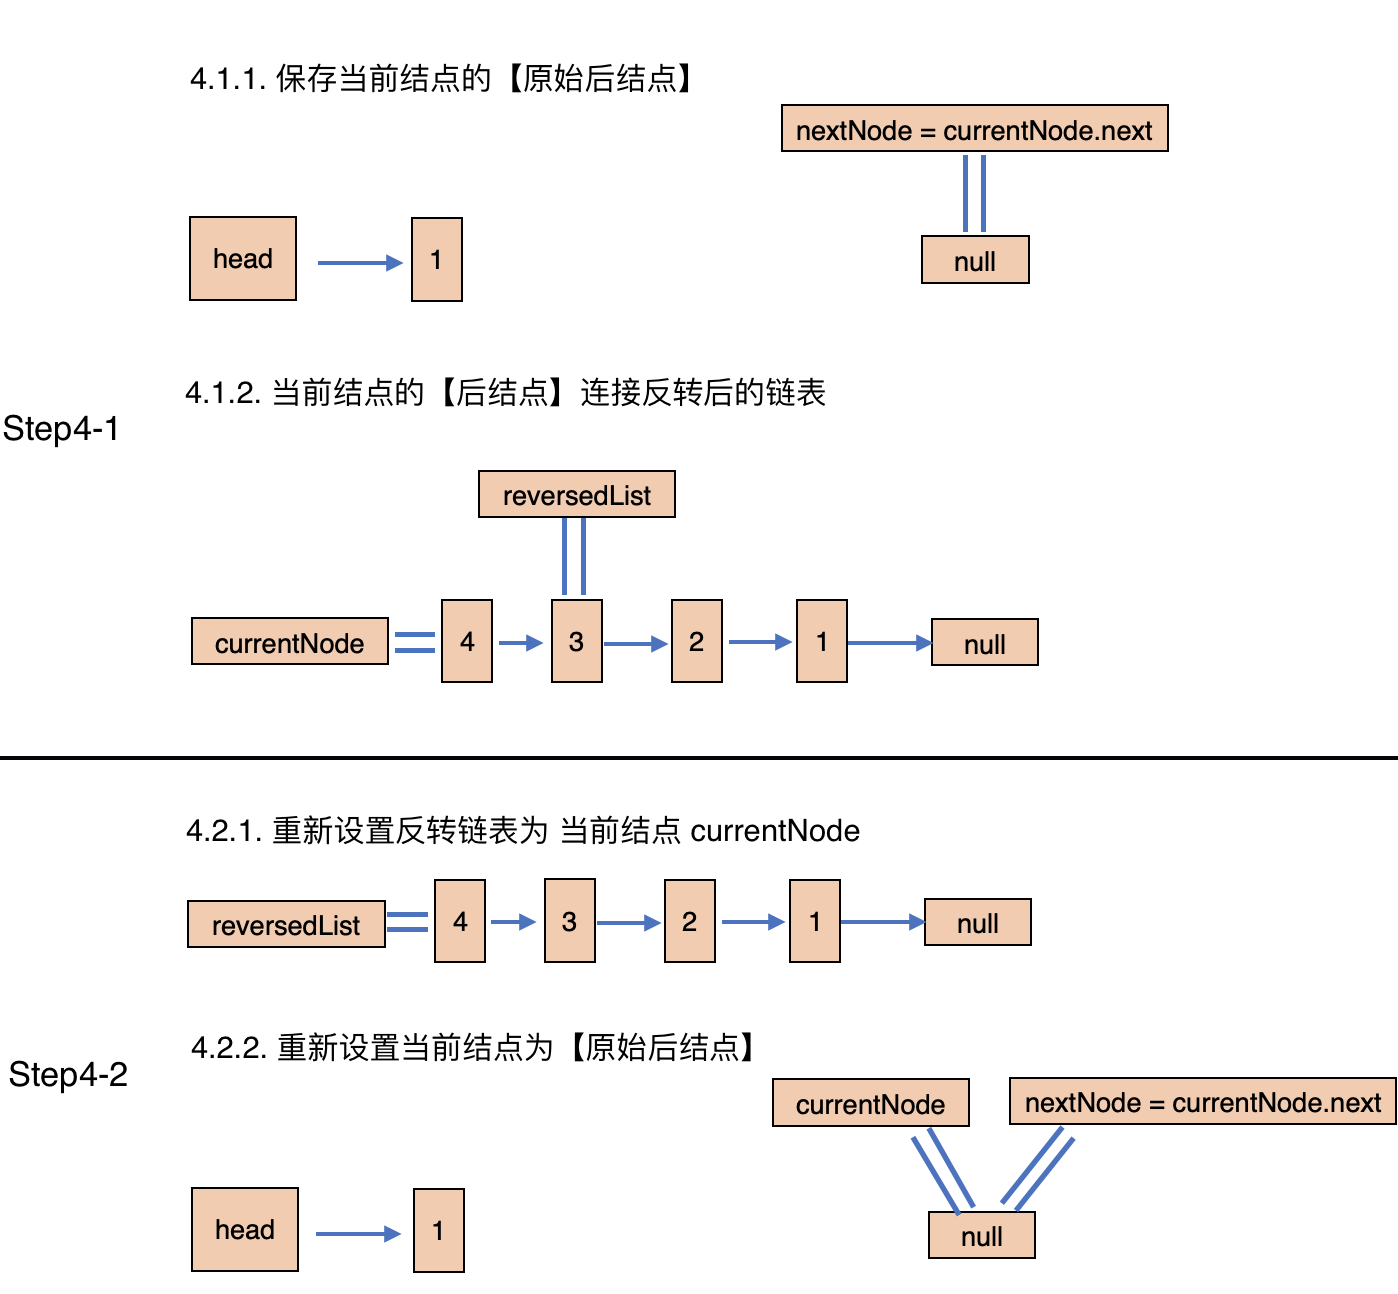 4.1.1. 保存当前结点的【原始后结点】
nextNode = currentNode.next
null
head
1
4.1.2. 当前结点的【后结点】连接反转后的链表
Step4-1
reversedList
currentNode
4
3
2
1
null
4.2.1. 重新设置反转链表为 当前结点 currentNode
reversedList
4
3
2
1
null
4.2.2. 重新设置当前结点为【原始后结点】
Step4-2
currentNode
nextNode = currentNode.next
head
1
null